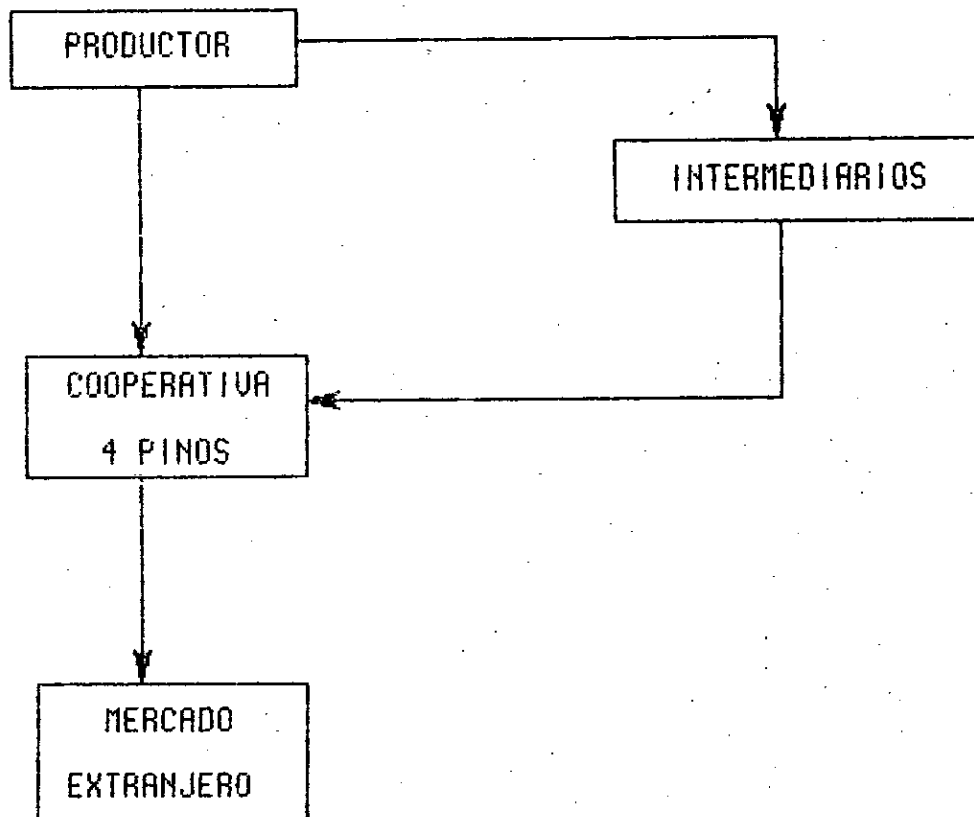 PRODUCTOR
INTERMEDIARIOS
COOPERATIVA
4 PINOS
MERCADO
EXTRANJERO